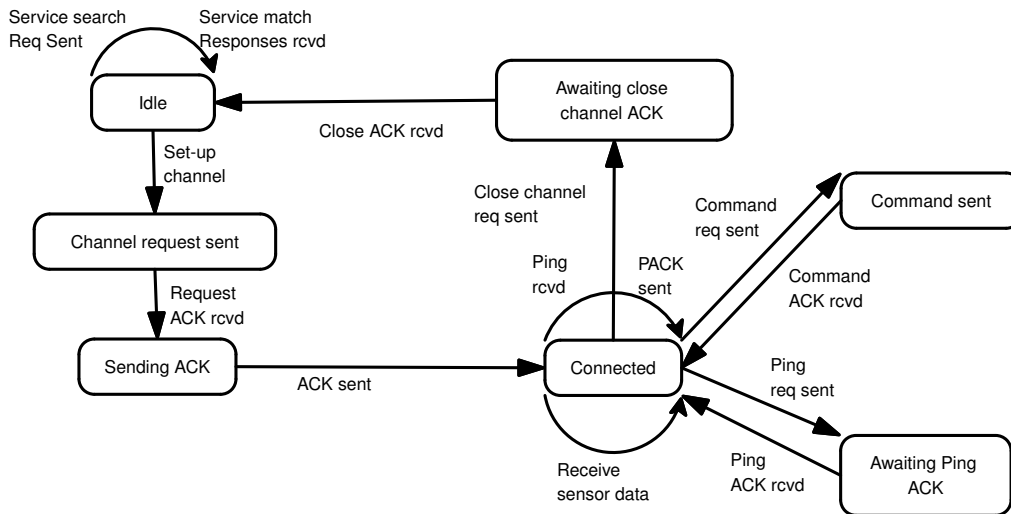 Service search
Req Sent
Service match
Responses rcvd
Idle
Awaiting close
channel ACK
Close ACK rcvd
Set-up
channel
Close channel
req sent
Command
req sent
Command sent
Channel request sent
Command
ACK rcvd
Ping
rcvd
PACK
sent
Request
ACK rcvd
Sending ACK
ACK sent
Connected
Ping
req sent
Receive
sensor data
Ping
ACK rcvd
Awaiting Ping
ACK